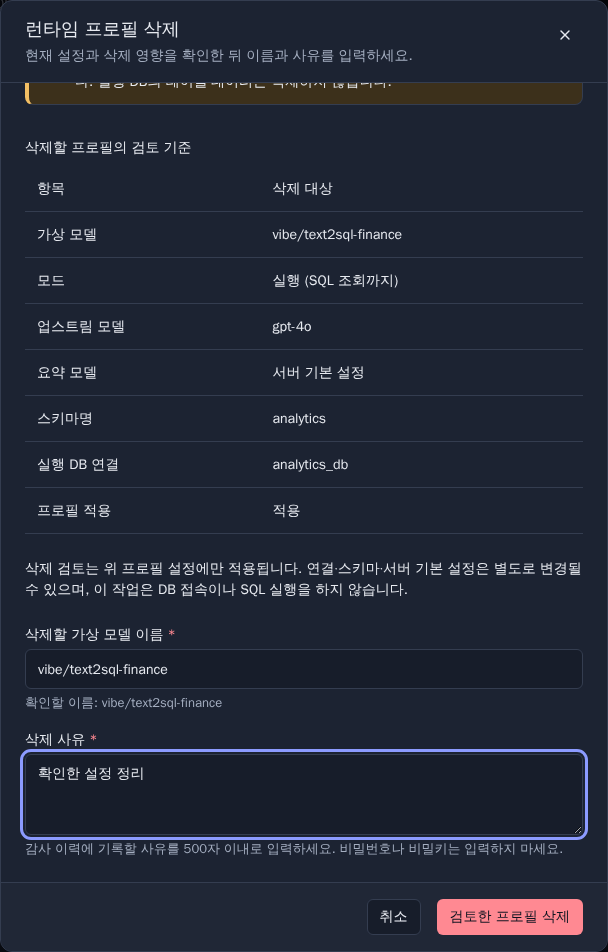 런타임 프로필 삭제
현재 설정과 삭제 영향을 확인한 뒤 이름과 사유를 입력하세요.
삭제할 프로필의 검토 기준
항목 삭제 대상
가상 모델 vibe/text2sql-finance
모드 실행 (SQL 조회까지)
업스트림 모델 gpt-4o
요약 모델 서버 기본 설정
스키마명 analytics
실행 DB 연결 analytics_db
프로필 적용 적용
삭제 검토는 위 프로필 설정에만 적용됩니다. 연결·스키마·서버 기본 설정은 별도로 변경될
수 있으며, 이 작업은 DB 접속이나 SQL 실행을 하지 않습니다.
삭제할 가상 모델 이름 *
vibe/text2sql-finance
확인할 이름: vibe/text2sql-finance
삭제 사유 *
확인한 설정 정리
감사 이력에 기록할 사유를 500자 이내로 입력하세요. 비밀번호나 비밀키는 입력하지 마세요.
취소 검토한 프로필 삭제